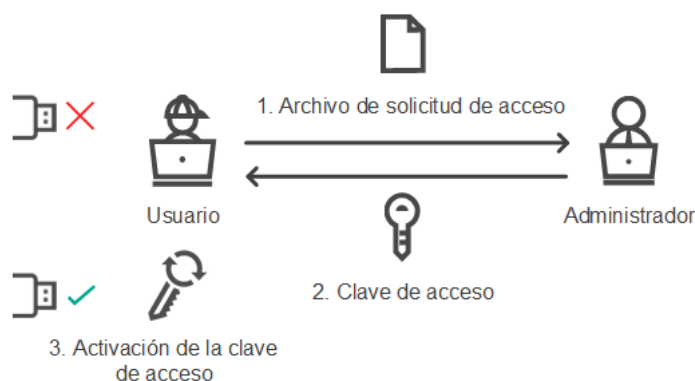 1. Archivo de solicitud de acceso
Usuario
Administrador
2. Clave de acceso
3. Activación de la clave
de acceso